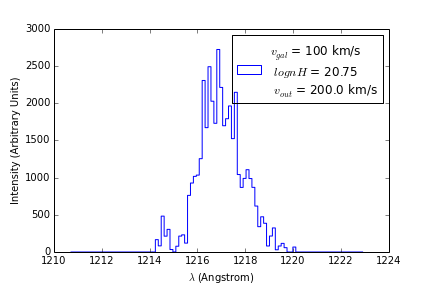 3000
2500
2000
1500
1000
500
0
Intensity (Arbitrary Units)
v_gal = 100 km/s
lognH = 20.75
v_out = 200.0 km/s
1210 1212 1214 1216 1218 1220 1222 1224
λ (Angstrom)